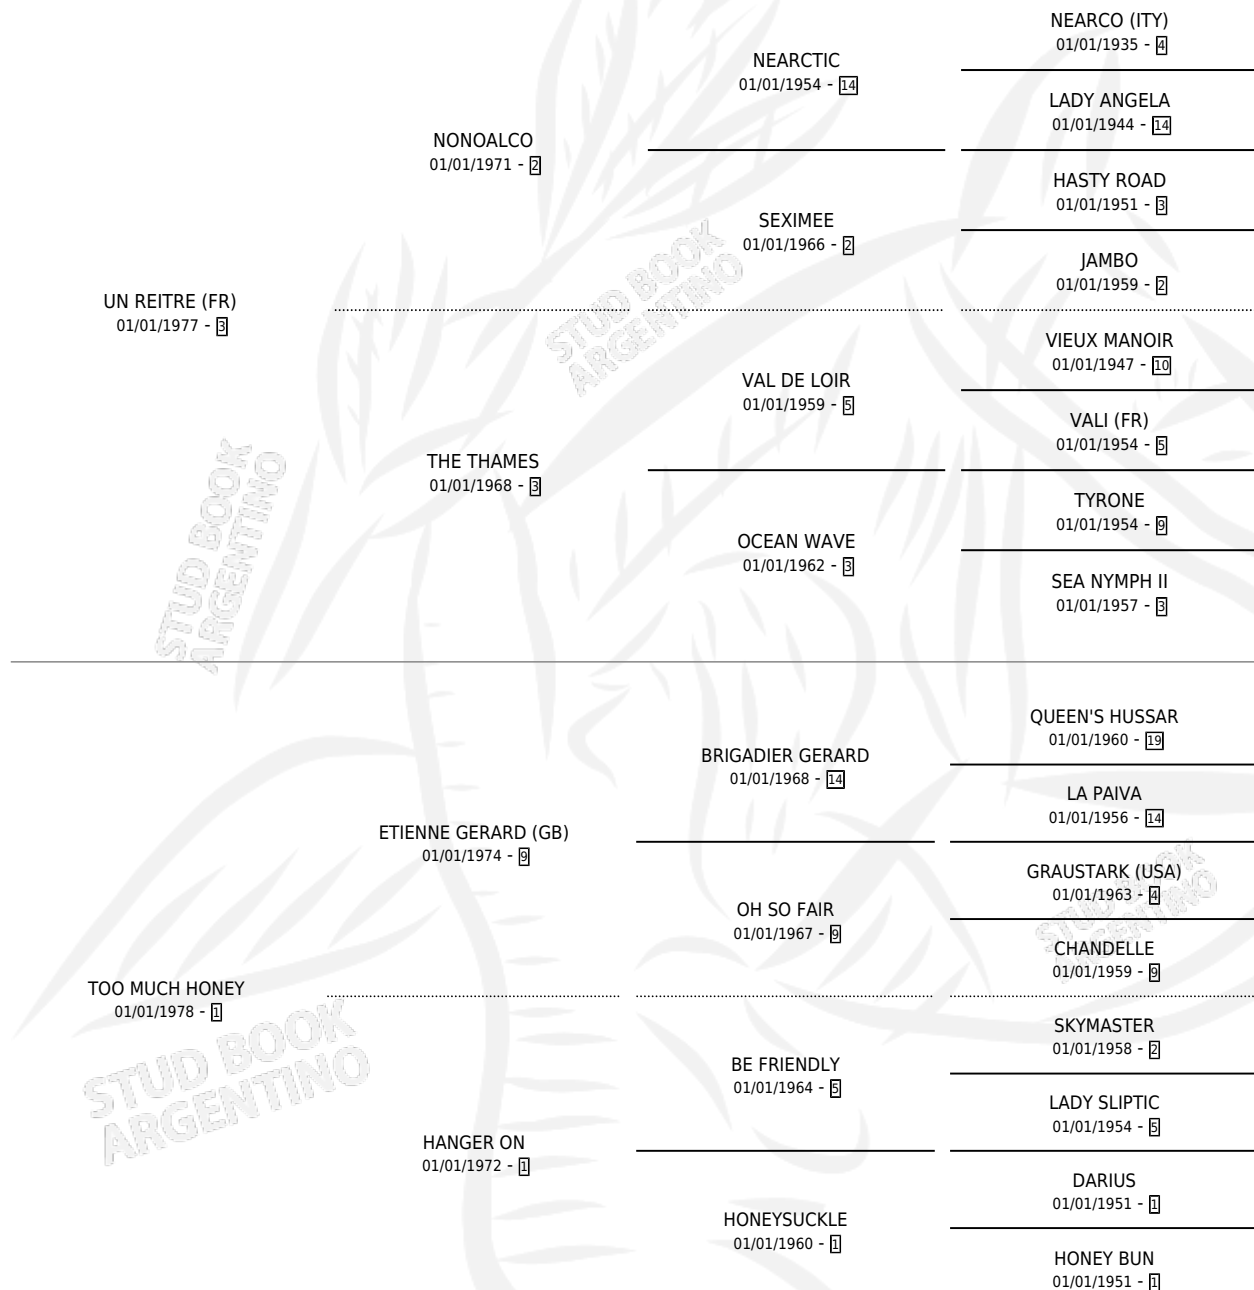 NEARCO (ITY)
01/01/1935 - 4
NEARCTIC
01/01/1954 - 14
LADY ANGELA
01/01/1944 - 14
NONOALCO
01/01/1971 - 2
HASTY ROAD
01/01/1951 - 3
SEXIMEE
01/01/1966 - 2
JAMBO
01/01/1959 - 2
UN REITRE (FR)
01/01/1977 - 3
VIEUX MANOIR
01/01/1947 - 10
VAL DE LOIR
01/01/1959 - 5
VALI (FR)
01/01/1954 - 5
THE THAMES
01/01/1968 - 3
TYRONE
01/01/1954 - 9
OCEAN WAVE
01/01/1962 - 3
SEA NYMPH II
01/01/1957 - 3
STUD BOOK
ARGENTINO
STUD BOOK
ARGENTINO
QUEEN'S HUSSAR
01/01/1960 - 19
BRIGADIER GERARD
01/01/1968 - 14
LA PAIVA
01/01/1956 - 14
ETIENNE GERARD (GB)
01/01/1974 - 9
GRAUSTARK (USA)
01/01/1963 - 4
OH SO FAIR
01/01/1967 - 9
CHANDELLE
01/01/1959 - 9
TOO MUCH HONEY
01/01/1978 - 1
SKYMASTER
01/01/1958 - 2
BE FRIENDLY
01/01/1964 - 5
LADY SLIPTIC
01/01/1954 - 5
HANGER ON
01/01/1972 - 1
DARIUS
01/01/1951 - 1
HONEYSUCKLE
01/01/1960 - 1
HONEY BUN
01/01/1951 - 1
STUD BOOK
ARGENTINO
STUD BOOK
ARGENTINO